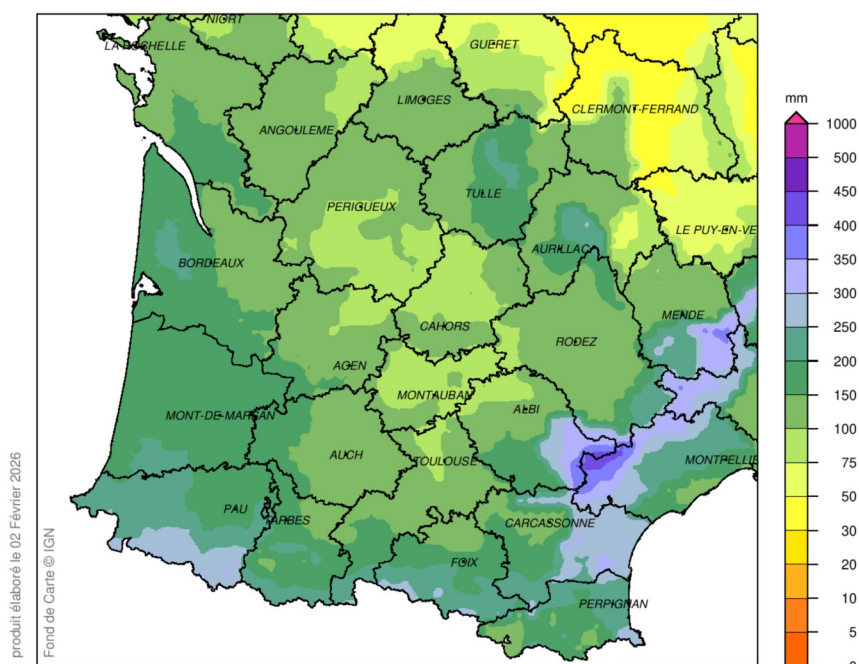 NIORT
LA ROCHELLE
GUERET
LIMOGES
CLERMONT-FERRAND
ANGOULEME
TULLE
PERIGUEUX
LE PUY-EN-VE
AURILLAC
BORDEAUX
MENDE
CAHORS
RODEZ
AGEN
MONTAUBAN
ALBI
MONT-DE-MARSAN
AUCH
TOULOUSE
MONTPELLIE
PAU
TARBES
CARCASSONNE
FOIX
PERPIGNAN
mm
1000
500
450
400
350
300
250
200
150
100
75
50
30
20
10
5
0
produit élaboré le 02 Février 2026
Fond de Carte © IGN